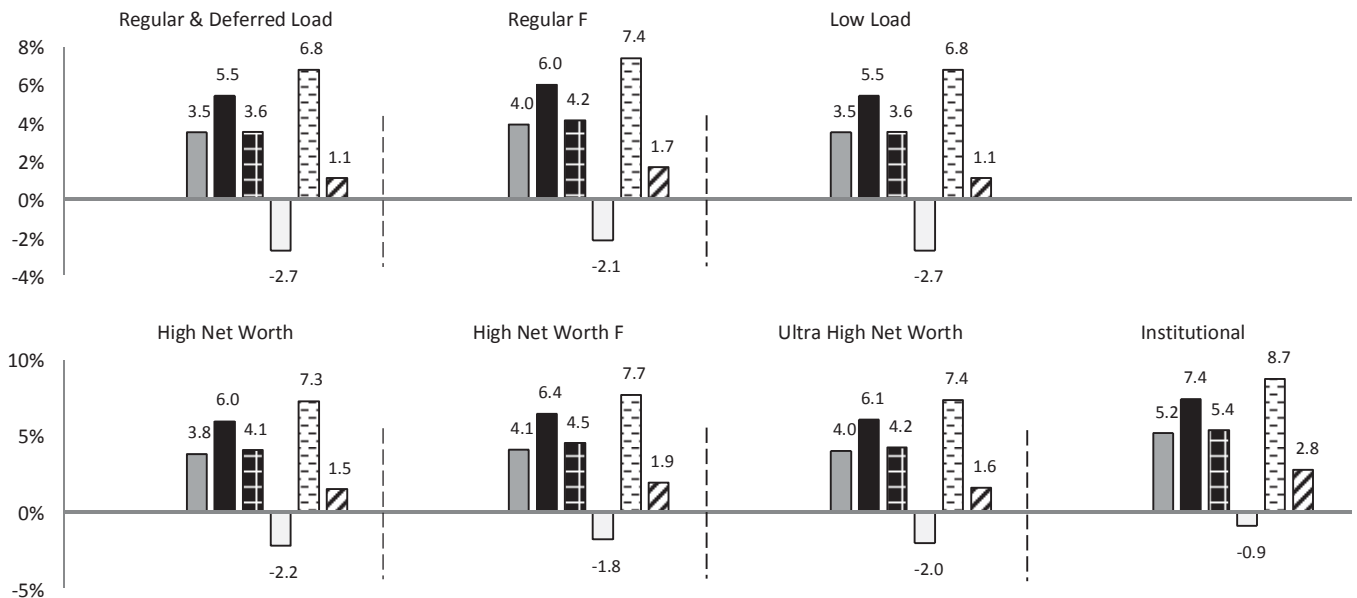 Regular & Deferred Load Regular F Low Load
8% 6.8 7.4 6.8
6% 5.5 6.0 5.5
4% 3.5 3.6 4.0 4.2 3.5 3.6
2% 1.1 1.7 1.1
0%
-2%
-4% -2.7 -2.1 -2.7
High Net Worth High Net Worth F Ultra High Net Worth Institutional
10% 7.3 7.7 7.4 8.7
6.0 6.4 6.1 7.4
5% 3.8 4.1 4.1 4.5 4.0 4.2 5.2 5.4
1.5 1.9 1.6 2.8
0%
-2.2 -1.8 -2.0 -0.9
-5%